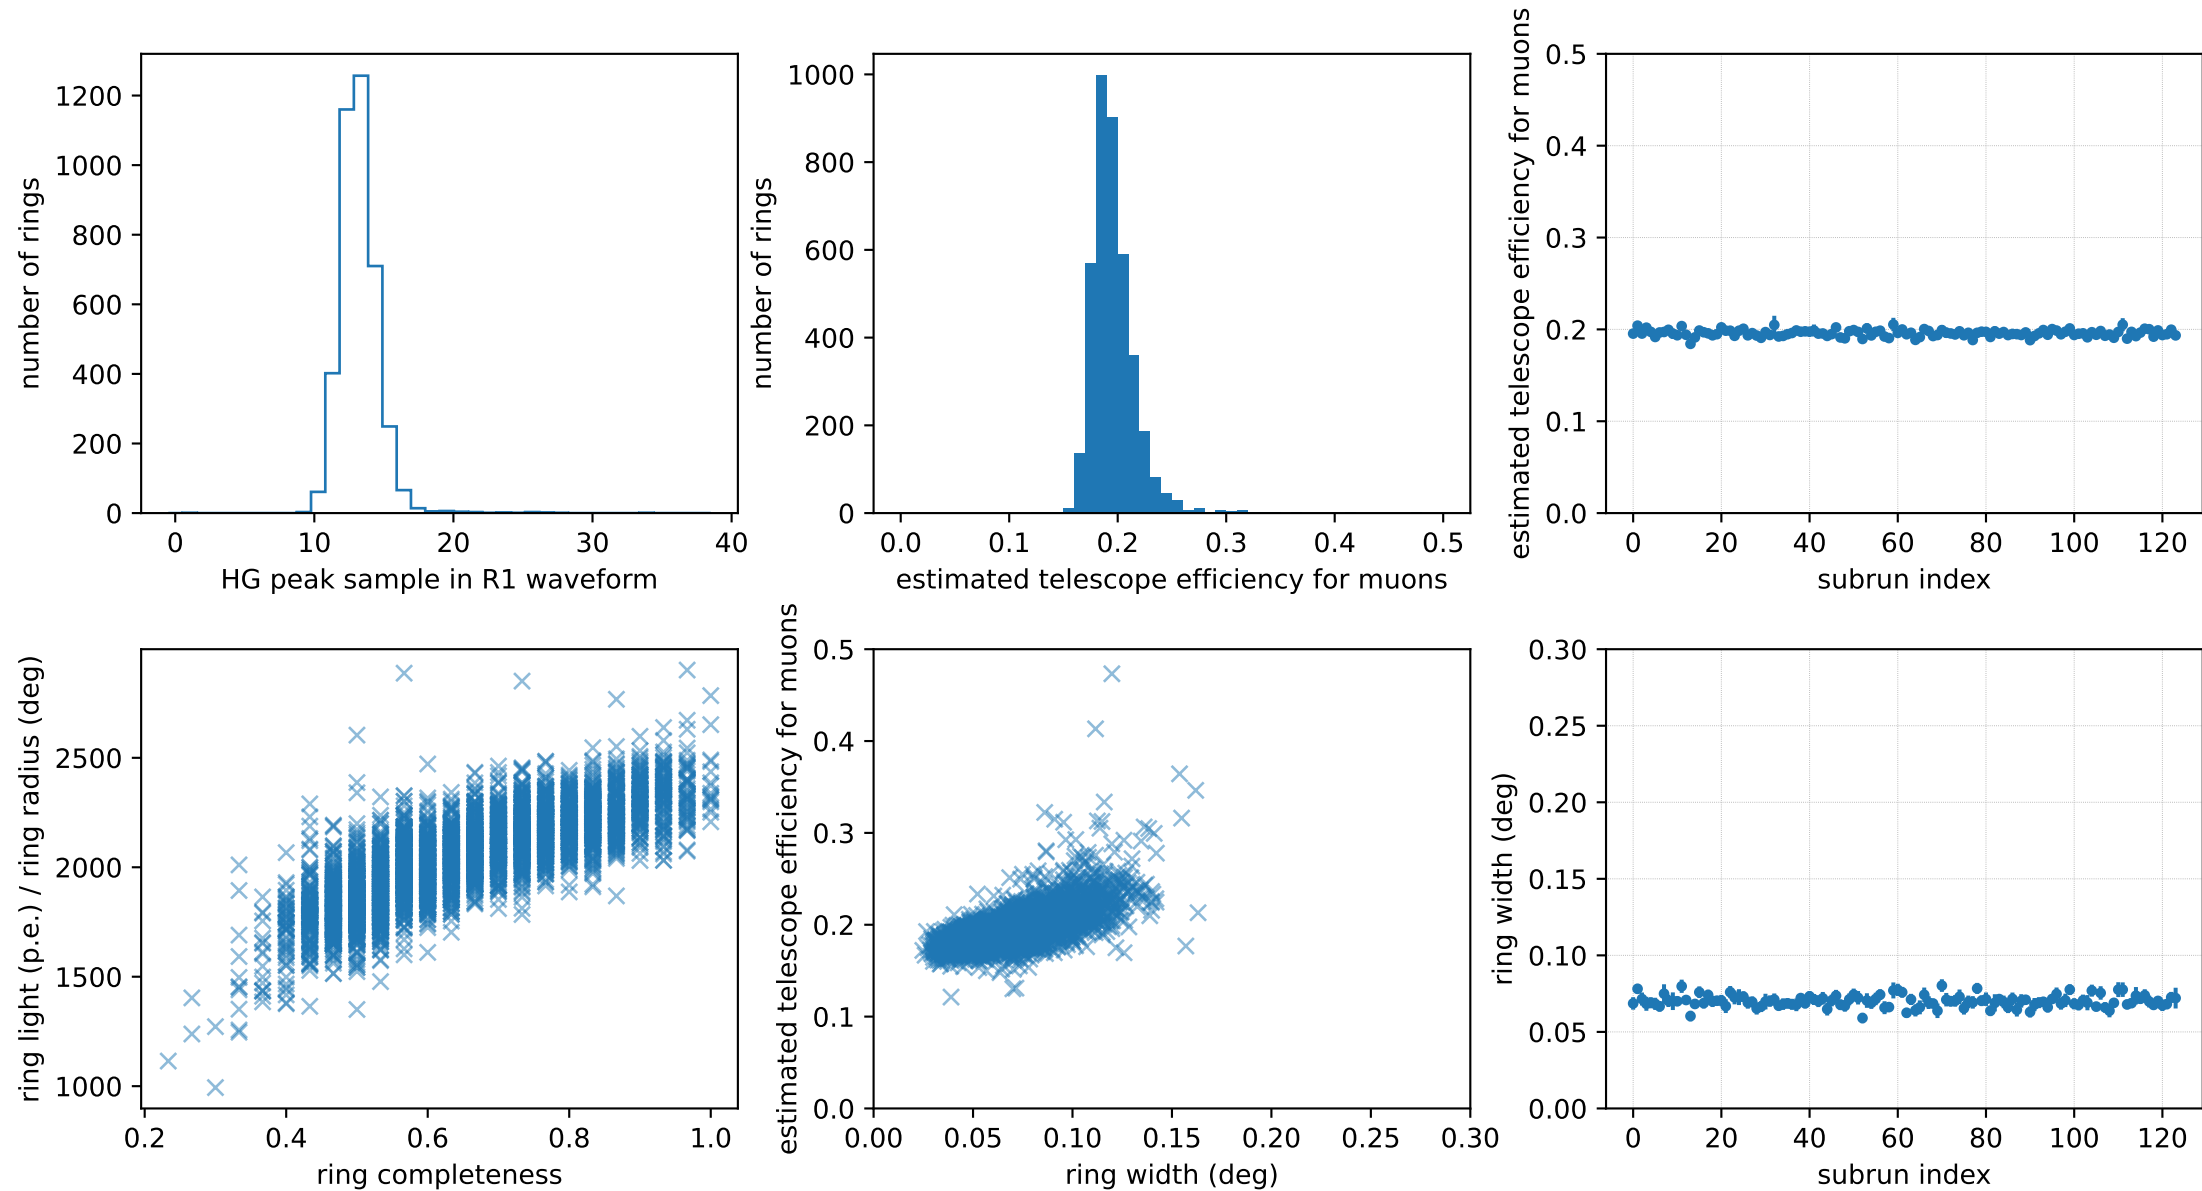 number of rings
1200
1000
800
600
400
200
0
0 10 20 30 40
HG peak sample in R1 waveform
number of rings
1000
800
600
400
200
0
0.0 0.1 0.2 0.3 0.4 0.5
estimated telescope efficiency for muons
estimated telescope efficiency for muons
0.5
0.4
0.3
0.2
0.1
0.0
0 20 40 60 80 100 120
subrun index
ring light (p.e.) / ring radius (deg)
2500
2000
1500
1000
0.2 0.4 0.6 0.8 1.0
ring completeness
estimated telescope efficiency for muons
0.5
0.4
0.3
0.2
0.1
0.0
0.00 0.05 0.10 0.15 0.20 0.25 0.30
ring width (deg)
ring width (deg)
0.30
0.25
0.20
0.15
0.10
0.05
0.00
0 20 40 60 80 100 120
subrun index